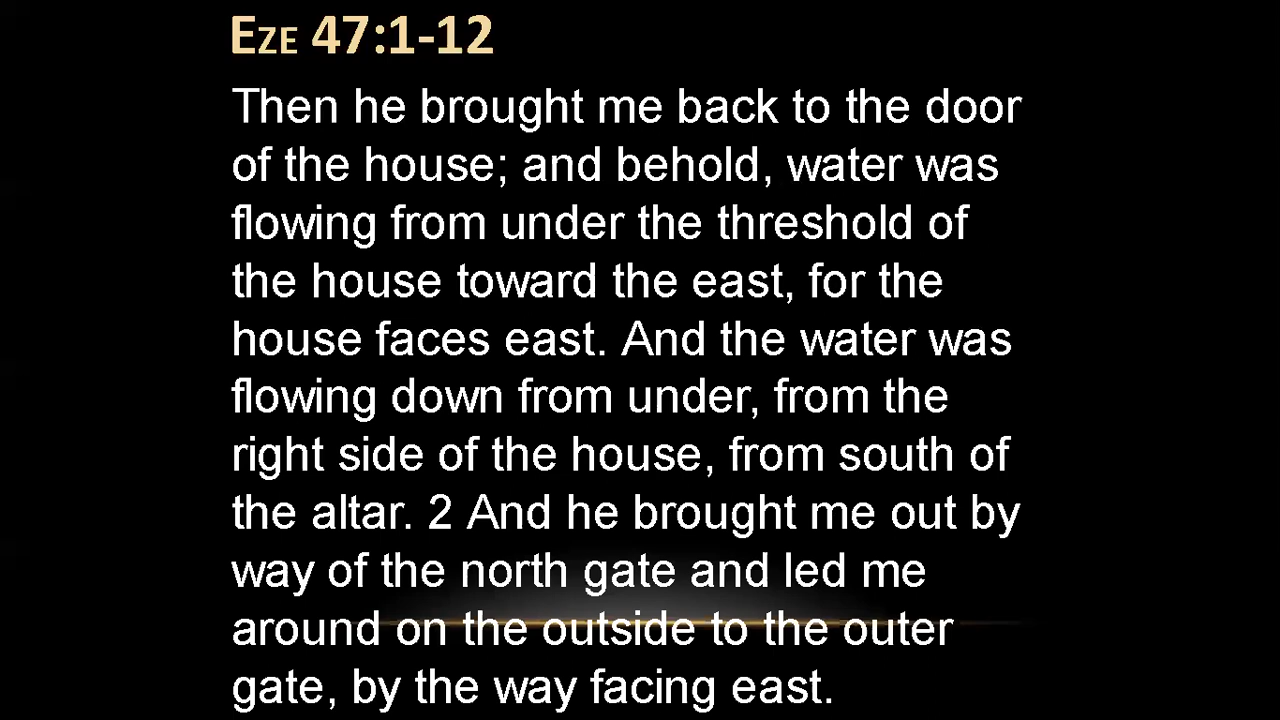 Eze 47:1-12
Then he brought me back to the door
of the house; and behold, water was
flowing from under the threshold of
the house toward the east, for the
house faces east. And the water was
flowing down from under, from the
right side of the house, from south of
the altar. 2 And he brought me out by
way of the north gate and led me
around on the outside to the outer
gate, by the way facing east.